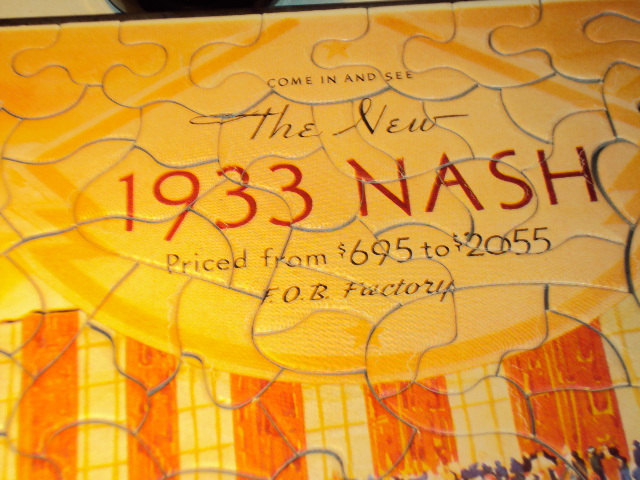 COME IN AND SEE
The New
1933 NASH
Priced from $695 to $2055
F.O.B. Factory